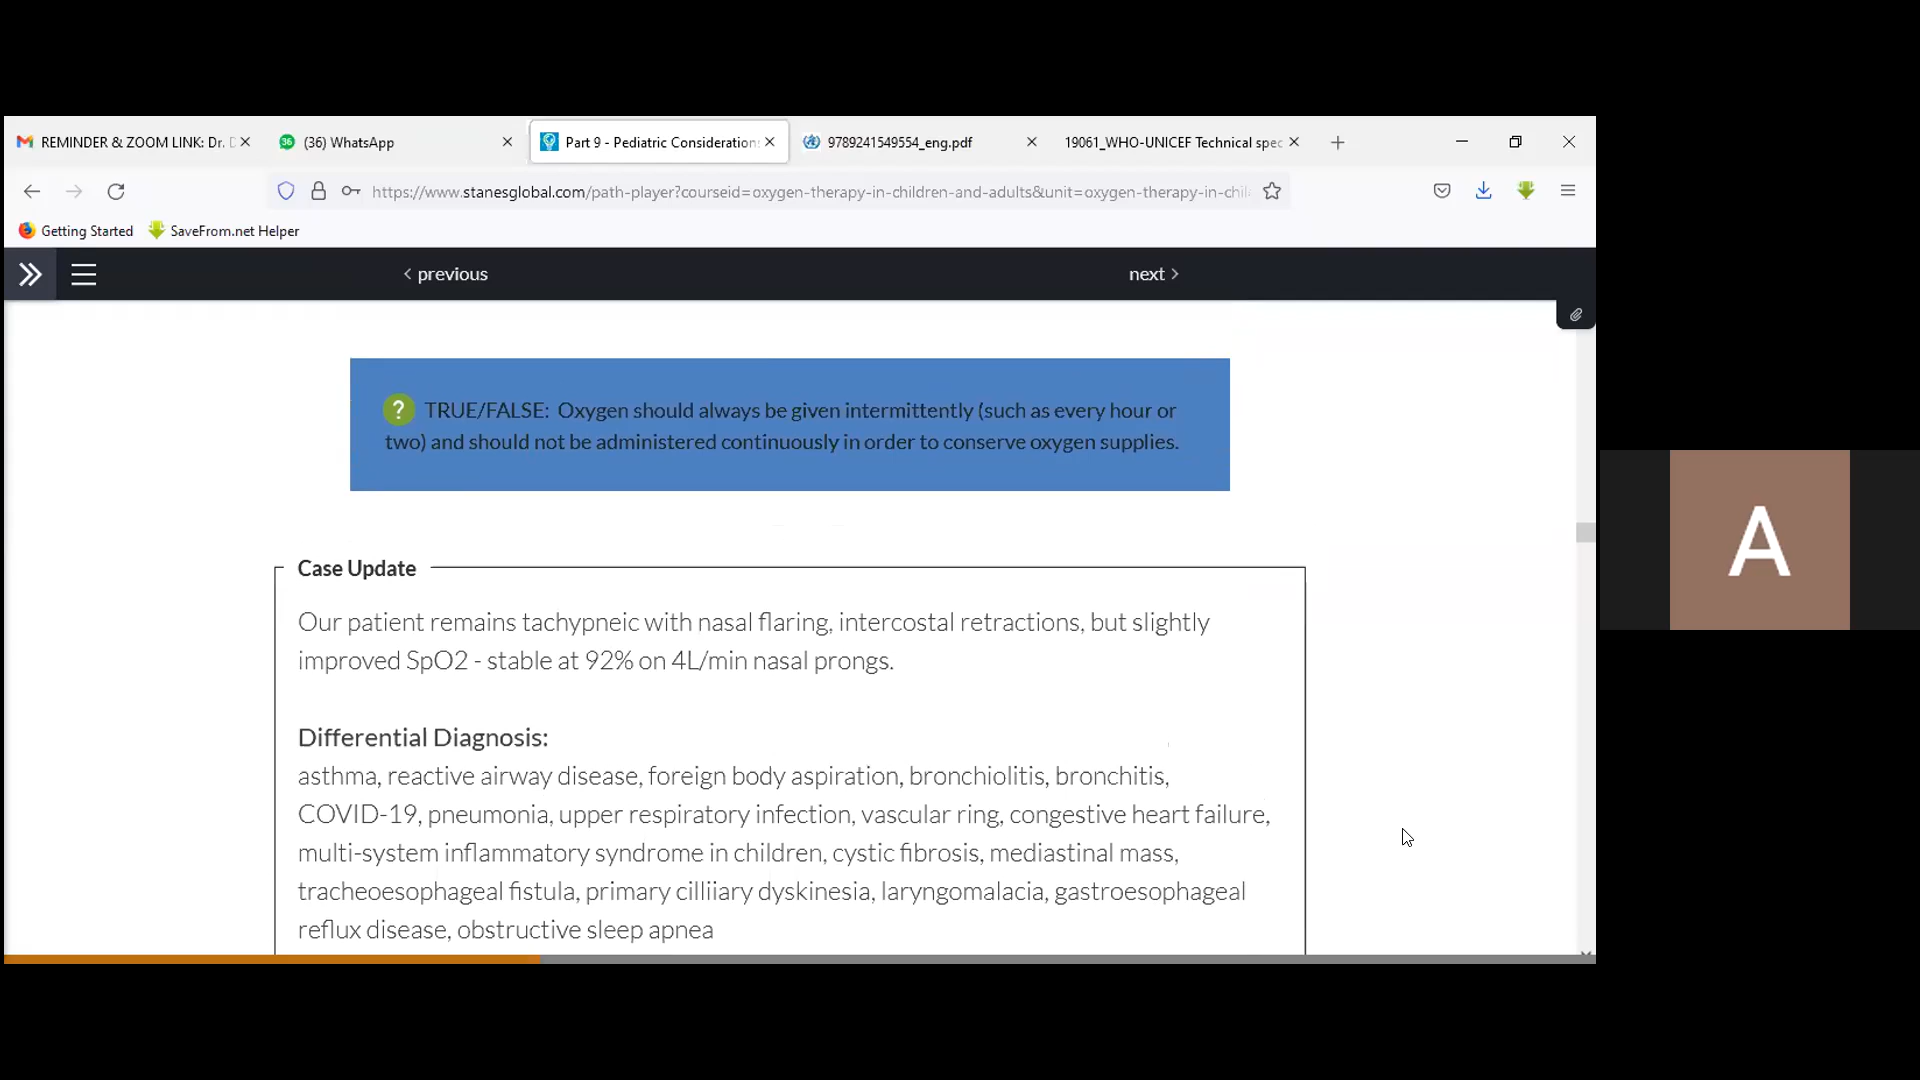 REMINDER & ZOOM LINK: Dr. D
36 (36) WhatsApp
Part 9 - Pediatric Consideration
9789241549554_eng.pdf
19061_WHO-UNICEF Technical spec
https://www.stanesglobal.com/path-player?courseid=oxygen-therapy-in-children-and-adults&unit=oxygen-therapy-in-chil
Getting Started
SaveFrom.net Helper
< previous
next >
? TRUE/FALSE: Oxygen should always be given intermittently (such as every hour or
two) and should not be administered continuously in order to conserve oxygen supplies.
Case Update
Our patient remains tachypneic with nasal flaring, intercostal retractions, but slightly
improved SpO2 - stable at 92% on 4L/min nasal prongs.
Differential Diagnosis:
asthma, reactive airway disease, foreign body aspiration, bronchiolitis, bronchitis,
COVID-19, pneumonia, upper respiratory infection, vascular ring, congestive heart failure,
multi-system inflammatory syndrome in children, cystic fibrosis, mediastinal mass,
tracheoesophageal fistula, primary cilliiary dyskinesia, laryngomalacia, gastroesophageal
reflux disease, obstructive sleep apnea
A